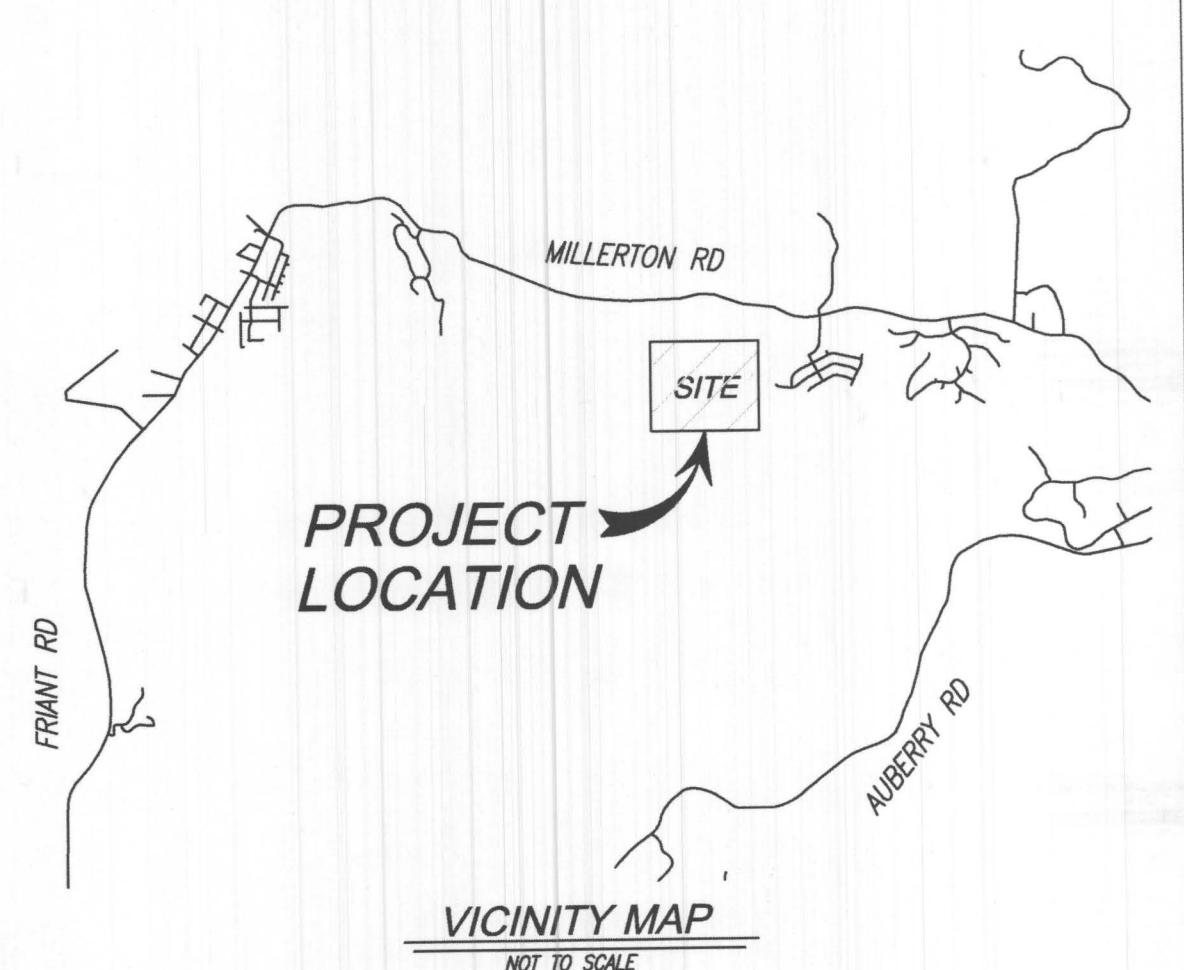 MILLERTON RD
SITE
PROJECT
LOCATION
FRIANT RD
AUBERRY RD
VICINITY MAP
NOT TO SCALE